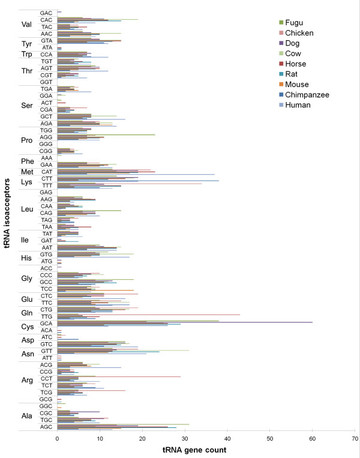 GAC
Val CAC
TAC
AAC
Tyr GTA
ATA
Trp CCA
TGT
Thr AGT
CGT
GGT
TGA
GGA
Ser ACT
CGA
GCT
AGA
TGG
Pro AGG
GGG
CGG
AAA
Phe GAA
Met CAT
Lys CTT
TTT
GAG
AAG
Leu CAA
CAG
TAG
TAA
TAT
Ile GAT
AAT
His GTG
ATG
ACC
Gly CCC
GCC
TCC
Glu CTC
TTC
Gln CTG
TTG
Cys GCA
ACA
Asp ATC
GTC
Asn GTT
ATT
ACG
CCG
Arg CCT
TCT
TCG
GCG
GGC
Ala CGC
TGC
AGC
tRNA isoacceptors
0 10 20 30 40 50 60 70
tRNA gene count
Fugu
Chicken
Dog
Cow
Horse
Rat
Mouse
Chimpanzee
Human